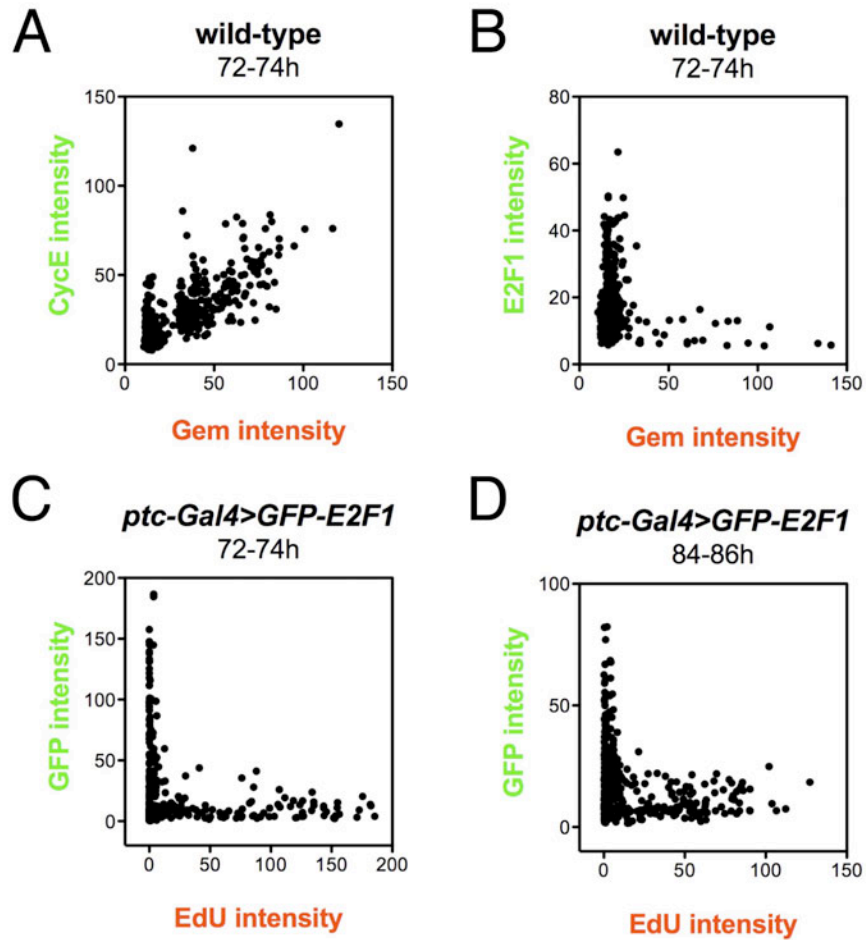 A
wild-type
72-74h
150
100
50
0
CycE intensity
0
50
100
150
Gem intensity
B
wild-type
72-74h
80
60
40
20
0
E2F1 intensity
0
50
100
150
Gem intensity
C
ptc-Gal4>GFP-E2F1
72-74h
200
150
100
50
0
GFP intensity
0
50
100
150
200
EdU intensity
D
ptc-Gal4>GFP-E2F1
84-86h
100
50
0
GFP intensity
0
50
100
150
EdU intensity